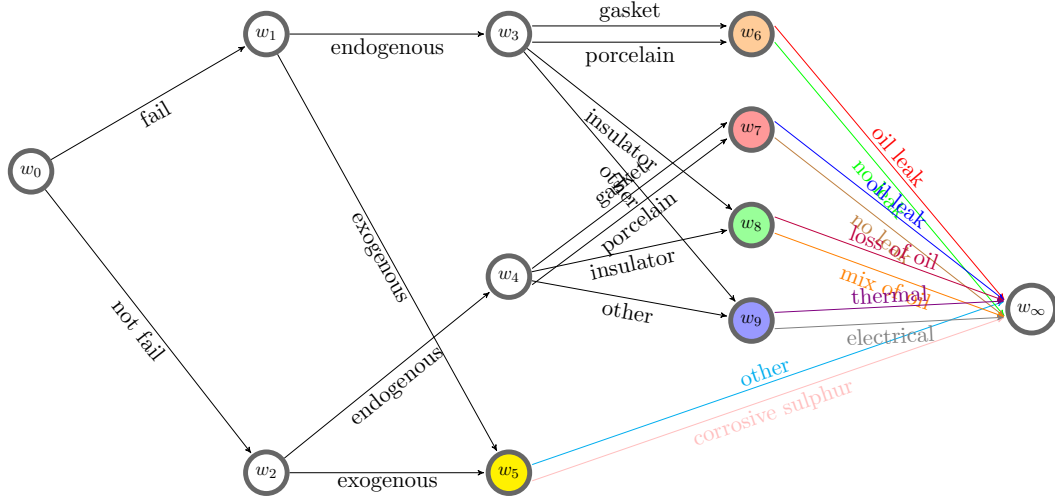 gasket
w₁
endogenous
w₃
porcelain
w₆
fail
insulator
oil leak
w₇
w₀
other
gasket
no leak
oil leak
exogenous
porcelain
w₈
no leak
loss of oil
w₄
insulator
mix of oil
not fail
other
thermal
w₉
w∞
endogenous
electrical
other
corrosive sulphur
w₂
exogenous
w₅